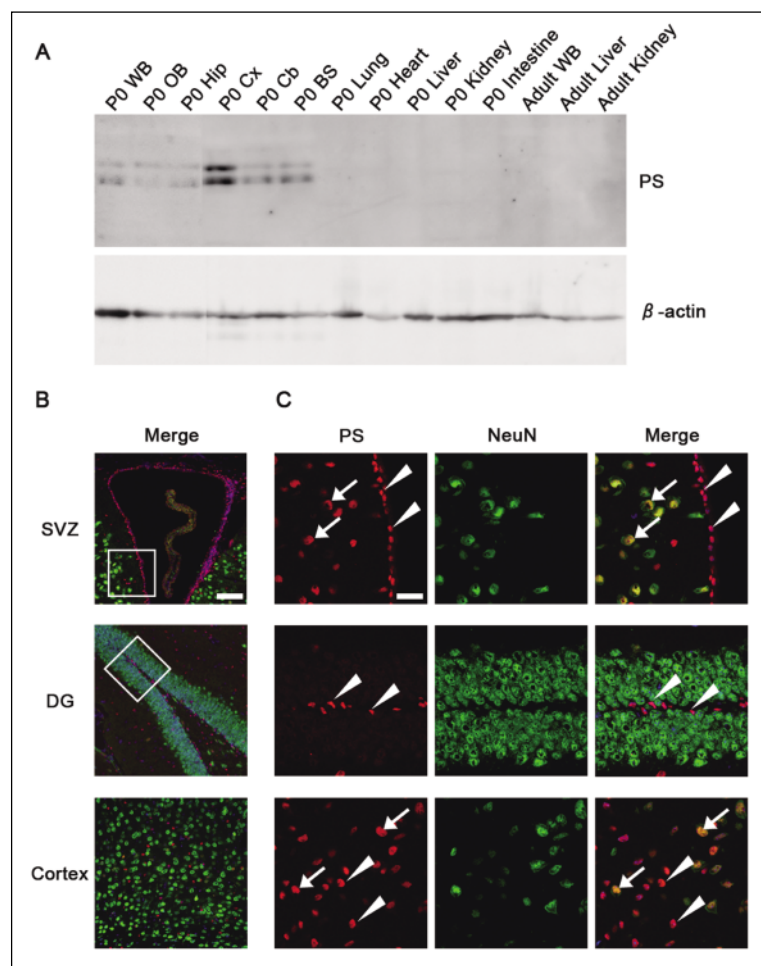 A
P0 WB
P0 OB
P0 Hip
P0 Cx
P0 Cb
P0 BS
P0 Lung
P0 Heart
P0 Liver
P0 Kidney
P0 Intestine
Adult WB
Adult Liver
Adult Kidney
PS
β-actin
B
C
Merge
PS
NeuN
Merge
SVZ
DG
Cortex